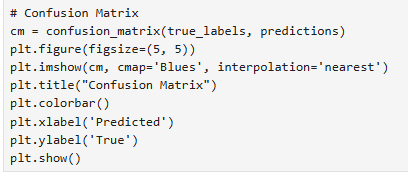 # Confusion Matrix
cm = confusion_matrix(true_labels, predictions)
plt.figure(figsize=(5, 5))
plt.imshow(cm, cmap='Blues', interpolation='nearest')
plt.title("Confusion Matrix")
plt.colorbar()
plt.xlabel('Predicted')
plt.ylabel('True')
plt.show()